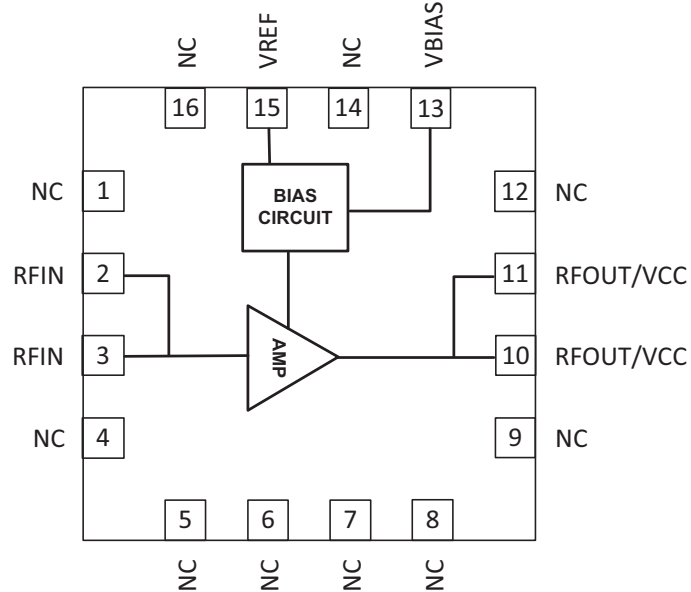 NC
VREF
NC
VBIAS
16
15
14
13
NC
1
BIAS
CIRCUIT
12
NC
RFIN
2
11
RFOUT/VCC
RFIN
3
AMP
10
RFOUT/VCC
NC
4
9
NC
5
6
7
8
NC
NC
NC
NC